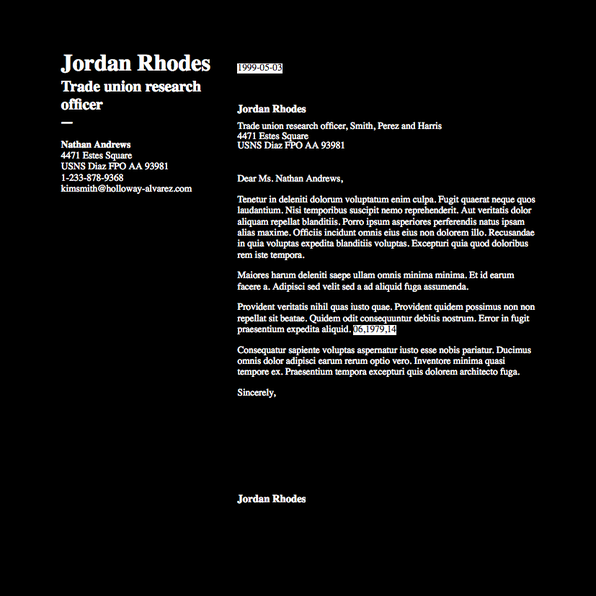 Jordan Rhodes
Trade union research
officer
—
Nathan Andrews
4471 Estes Square
USNS Diaz FPO AA 93981
1-233-878-9368
kimsmith@holloway-alvarez.com
1999-05-03
Jordan Rhodes
Trade union research officer, Smith, Perez and Harris
4471 Estes Square
USNS Diaz FPO AA 93981
Dear Ms. Nathan Andrews,
Tenetur in deleniti dolorum voluptatum enim culpa. Fugit quaerat neque quos
laudantium. Nisi temporibus suscipit nemo reprehenderit. Aut veritatis dolor
aliquam repellat blanditiis. Porro ipsum asperiores perferendis natus ipsam
alias maxime. Officiis incidunt omnis eius eius non dolorem illo. Recusandae
in quia voluptas expedita blanditiis voluptas. Excepturi quia quod doloribus
rem iste tempora.
Maiores harum deleniti saepe ullam omnis minima minima. Et id earum
facere a. Adipisci sed velit sed a ad aliquid fuga assumenda.
Provident veritatis nihil quas iusto quae. Provident quidem possimus non non
repellat sit beatae. Quidem odit consequuntur debitis nostrum. Error in fugit
praesentium expedita aliquid. 06,1979,14
Consequatur sapiente voluptas aspernatur iusto esse nobis pariatur. Ducimus
omnis dolor adipisci earum rerum optio vero. Inventore minima quasi
tempore ex. Praesentium tempora excepturi quis dolorem architecto fuga.
Sincerely,
Jordan Rhodes